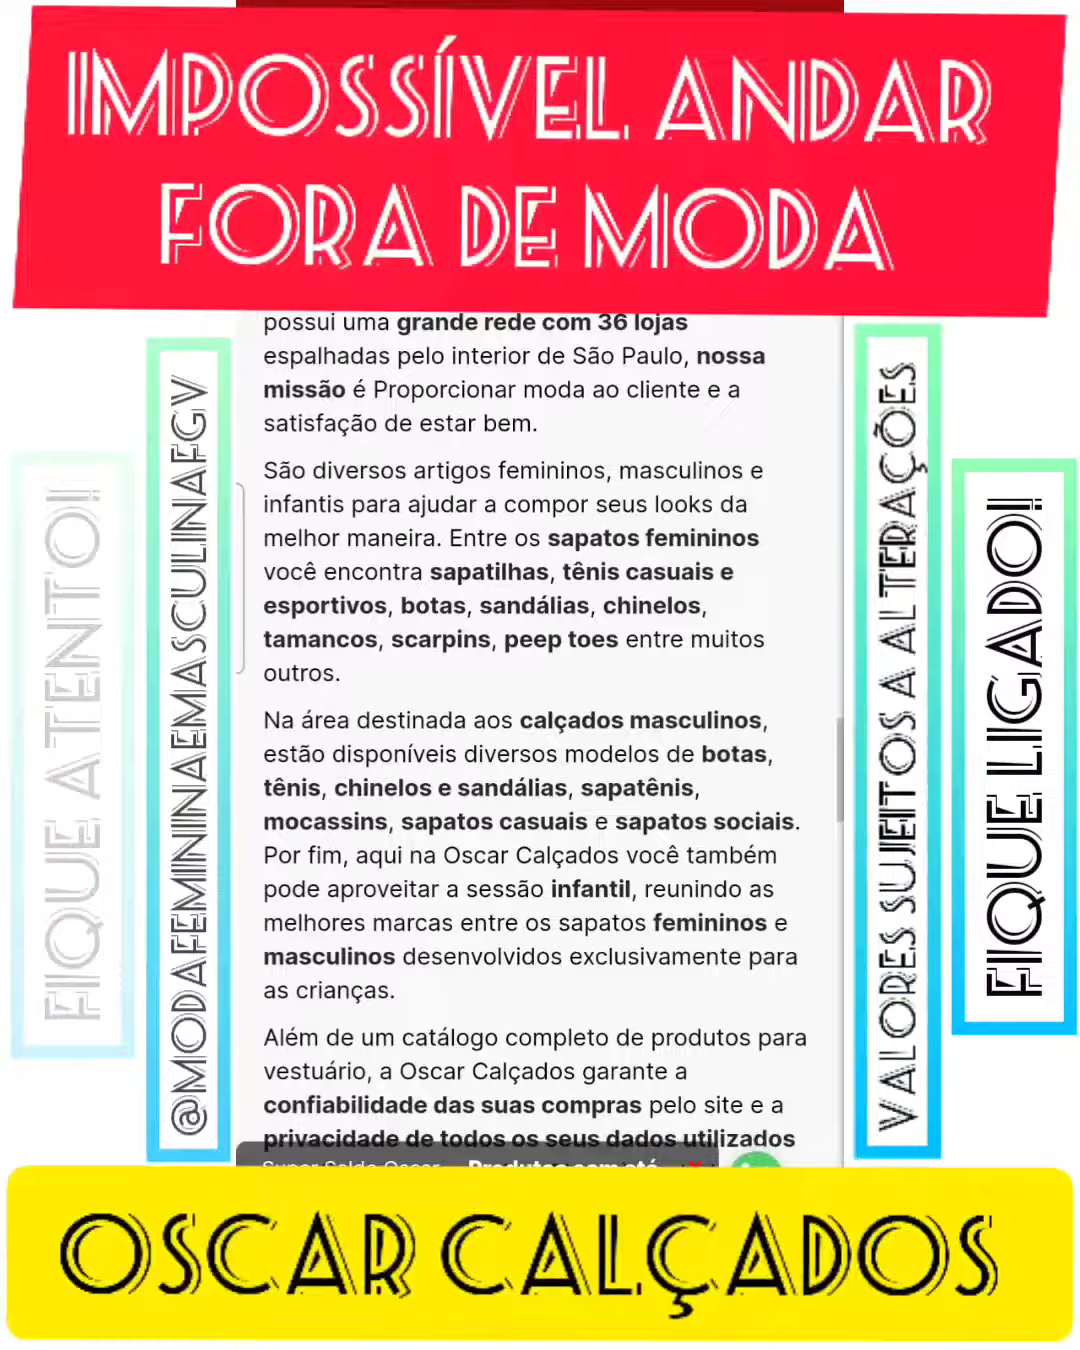 IMPOSSÍVEL ANDAR
FORA DE MODA
possui uma grande rede com 36 lojas
espalhadas pelo interior de São Paulo, nossa
missão é Proporcionar moda ao cliente e a
satisfação de estar bem.
São diversos artigos femininos, masculinos e
infantis para ajudar a compor seus looks da
melhor maneira. Entre os sapatos femininos
você encontra sapatilhas, tênis casuais e
esportivos, botas, sandálias, chinelos,
tamancos, scarpins, peep toes entre muitos
outros.
Na área destinada aos calçados masculinos,
estão disponíveis diversos modelos de botas,
tênis, chinelos e sandálias, sapatênis,
mocassins, sapatos casuais e sapatos sociais.
Por fim, aqui na Oscar Calçados você também
pode aproveitar a sessão infantil, reunindo as
melhores marcas entre os sapatos femininos e
masculinos desenvolvidos exclusivamente para
as crianças.
Além de um catálogo completo de produtos para
vestuário, a Oscar Calçados garante a
confiabilidade das suas compras pelo site e a
privacidade de todos os seus dados utilizados
FIQUE ATENTO!
@MODAFEMININAEMASCULINAFGV
VALORES SUJEITOS A ALTERAÇÕES
FIQUE LIGADO!
OSCAR CALÇADOS